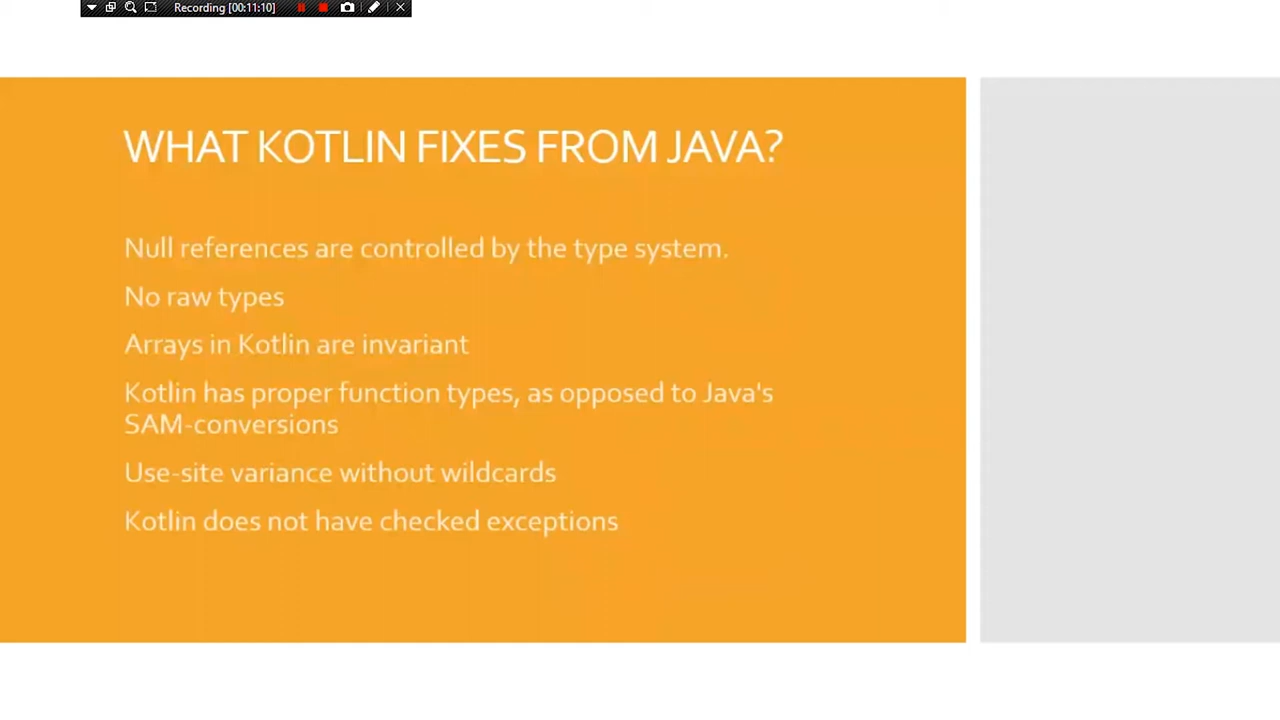 Recording [00:11:10]
WHAT KOTLIN FIXES FROM JAVA?
Null references are controlled by the type system.
No raw types
Arrays in Kotlin are invariant
Kotlin has proper function types, as opposed to Java's
SAM-conversions
Use-site variance without wildcards
Kotlin does not have checked exceptions